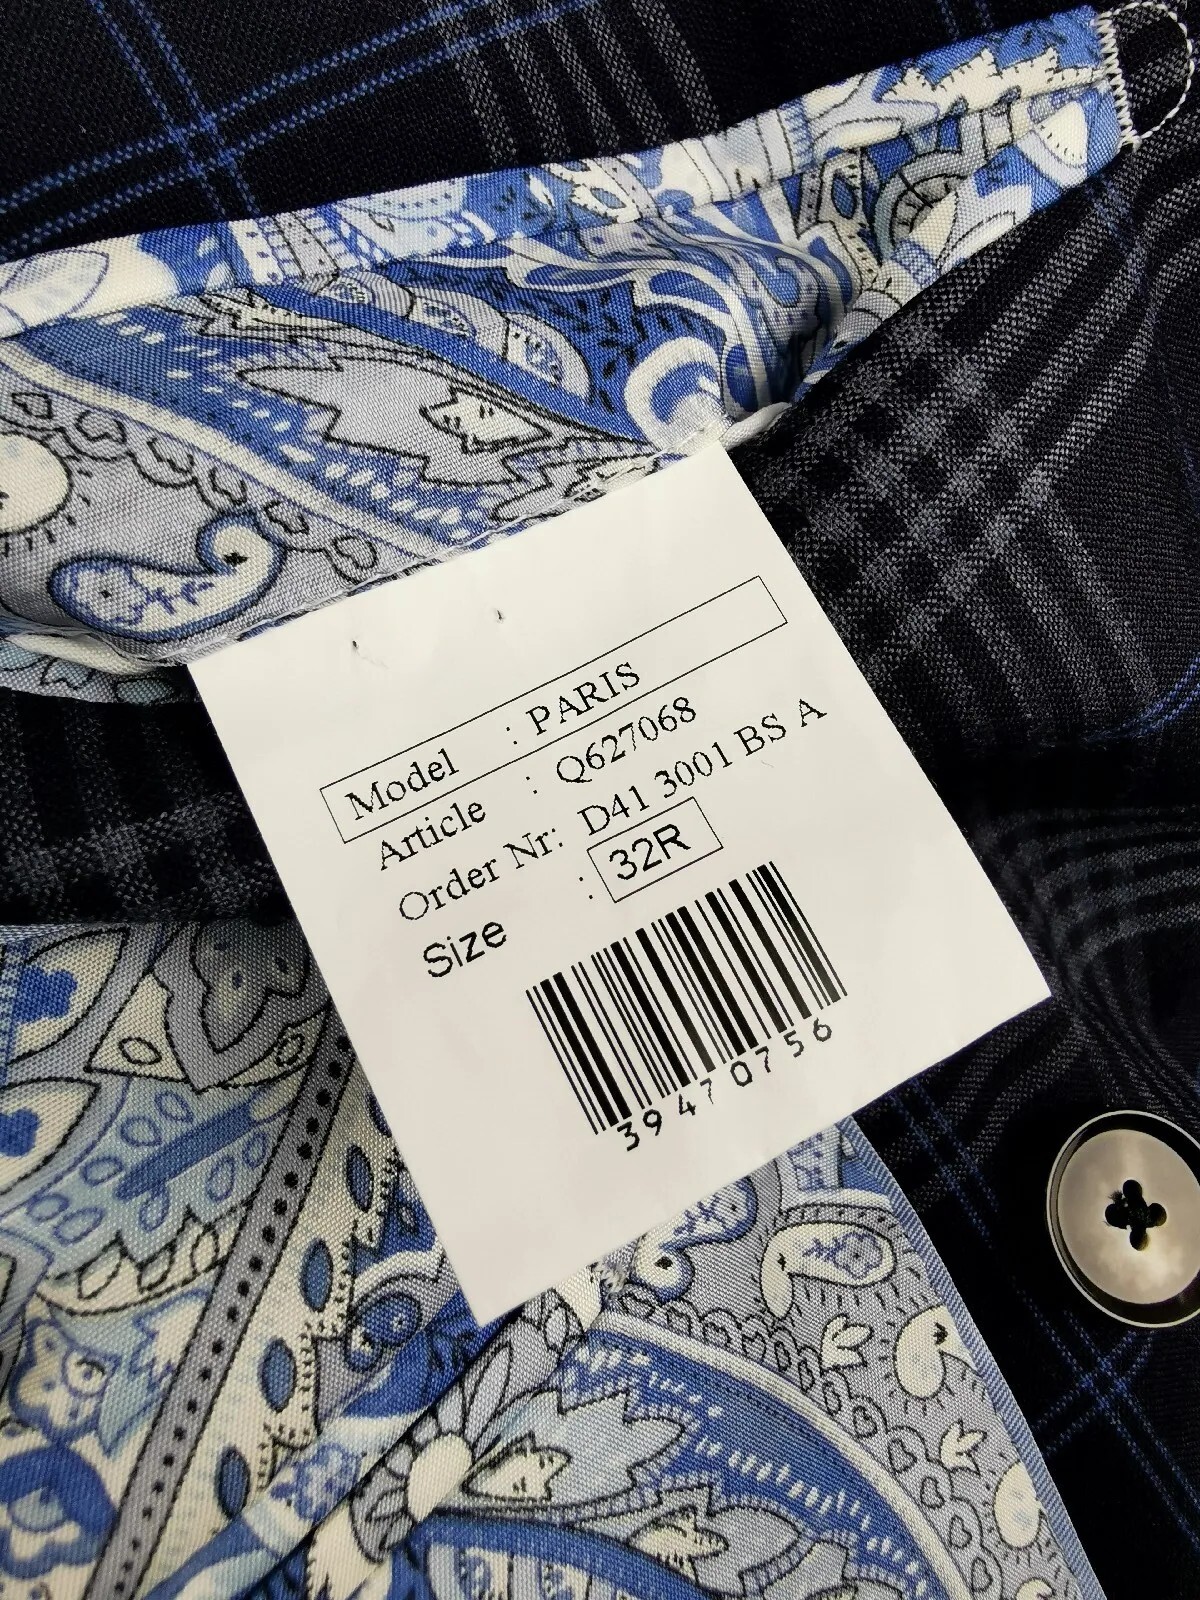 Model : PARIS
Article : Q627068
Order Nr: D41 3001 BS A
Size : 32R
39470756